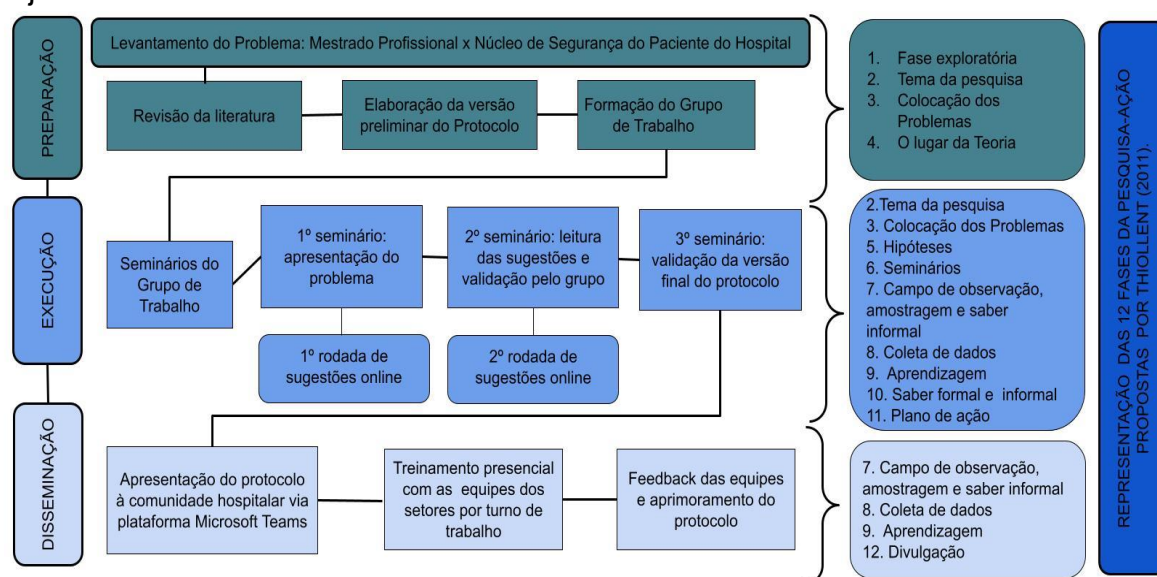 PREPARAÇÃO
Levantamento do Problema: Mestrado Profissional x Núcleo de Segurança do Paciente do Hospital
Revisão da literatura
Elaboração da versão
preliminar do Protocolo
Formação do Grupo
de Trabalho
1. Fase exploratória
2. Tema da pesquisa
3. Colocação dos
Problemas
4. O lugar da Teoria
EXECUÇÃO
Seminários do
Grupo de
Trabalho
1º seminário:
apresentação do
problema
2º seminário: leitura
das sugestões e
validação pelo grupo
3º seminário:
validação da versão
final do protocolo
1º rodada de
sugestões online
2º rodada de
sugestões online
2.Tema da pesquisa
3. Colocação dos Problemas
5. Hipóteses
6. Seminários
7. Campo de observação,
amostragem e saber
informal
8. Coleta de dados
9. Aprendizagem
10. Saber formal e informal
11. Plano de ação
DISSEMINAÇÃO
Apresentação do protocolo
à comunidade hospitalar via
plataforma Microsoft Teams
Treinamento presencial
com as equipes dos
setores por turno de
trabalho
Feedback das equipes
e aprimoramento do
protocolo
7. Campo de observação,
amostragem e saber informal
8. Coleta de dados
9. Aprendizagem
12. Divulgação
REPRESENTAÇÃO DAS 12 FASES DA PESQUISA-AÇÃO
PROPOSTAS POR THIOLLENT (2011).